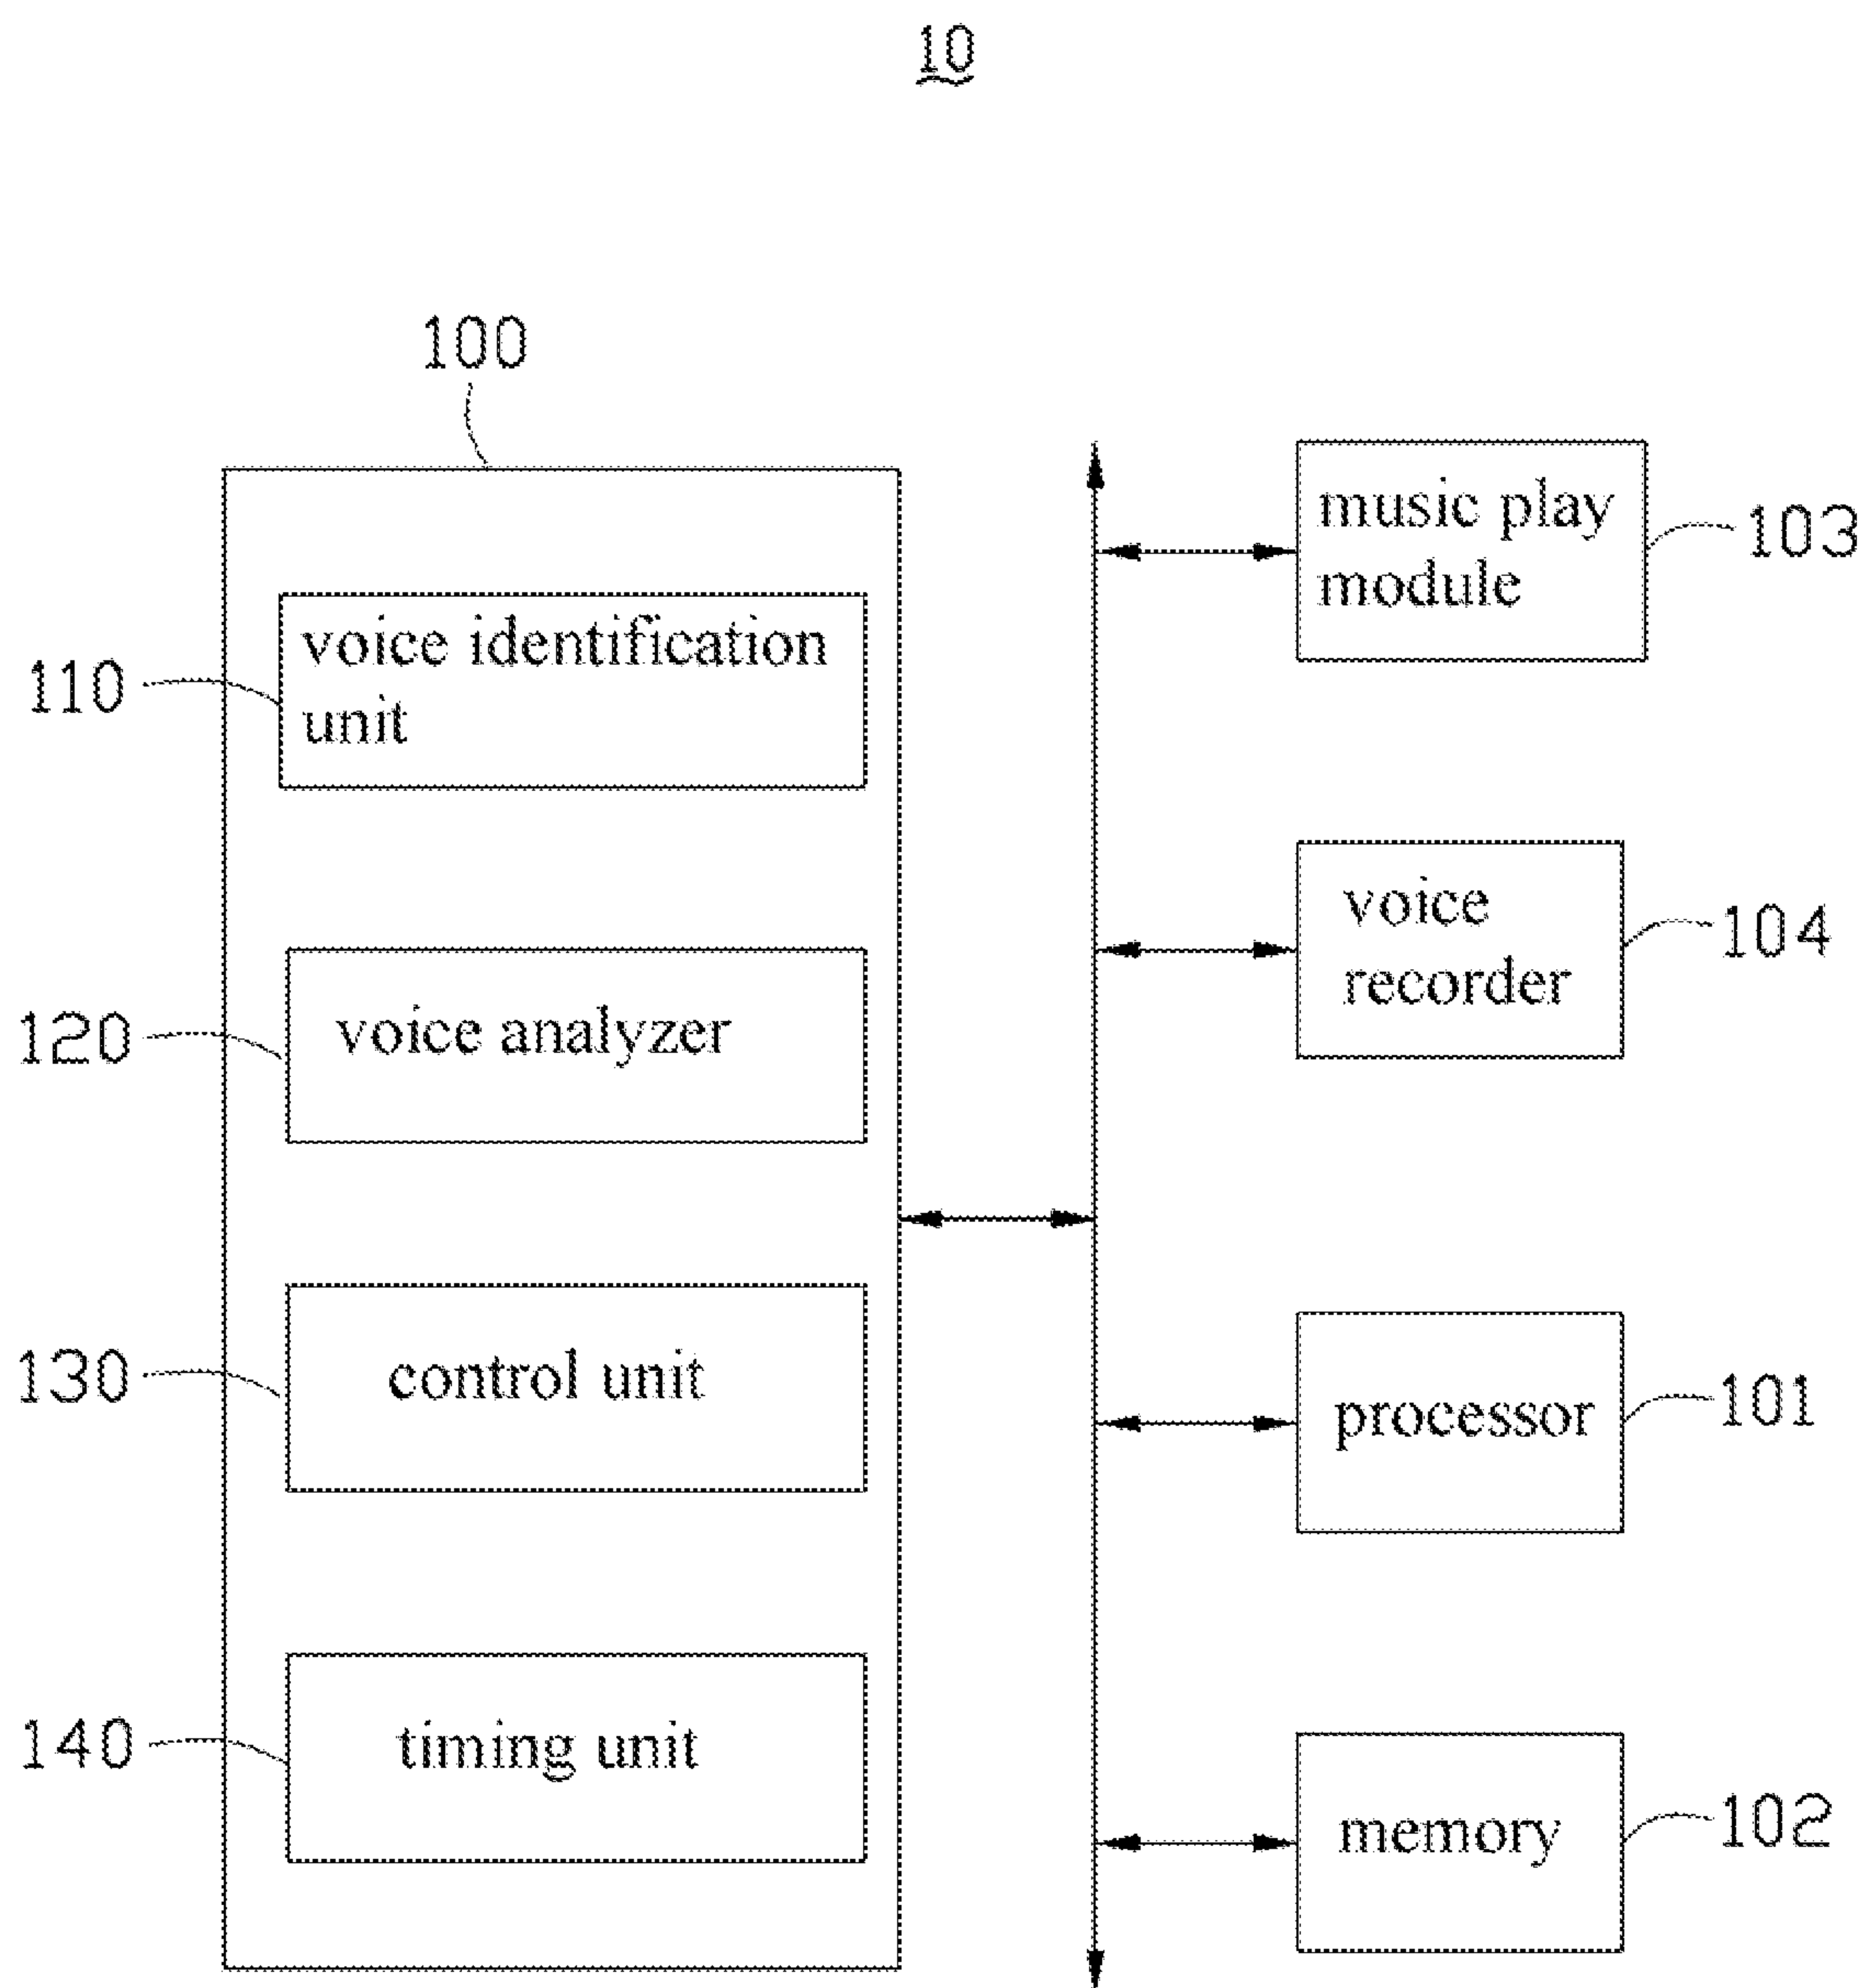 10
100
voice identification
unit
110
voice analyzer
120
control unit
130
timing unit
140
music play
module
103
voice
recorder
104
processor
101
memory
102